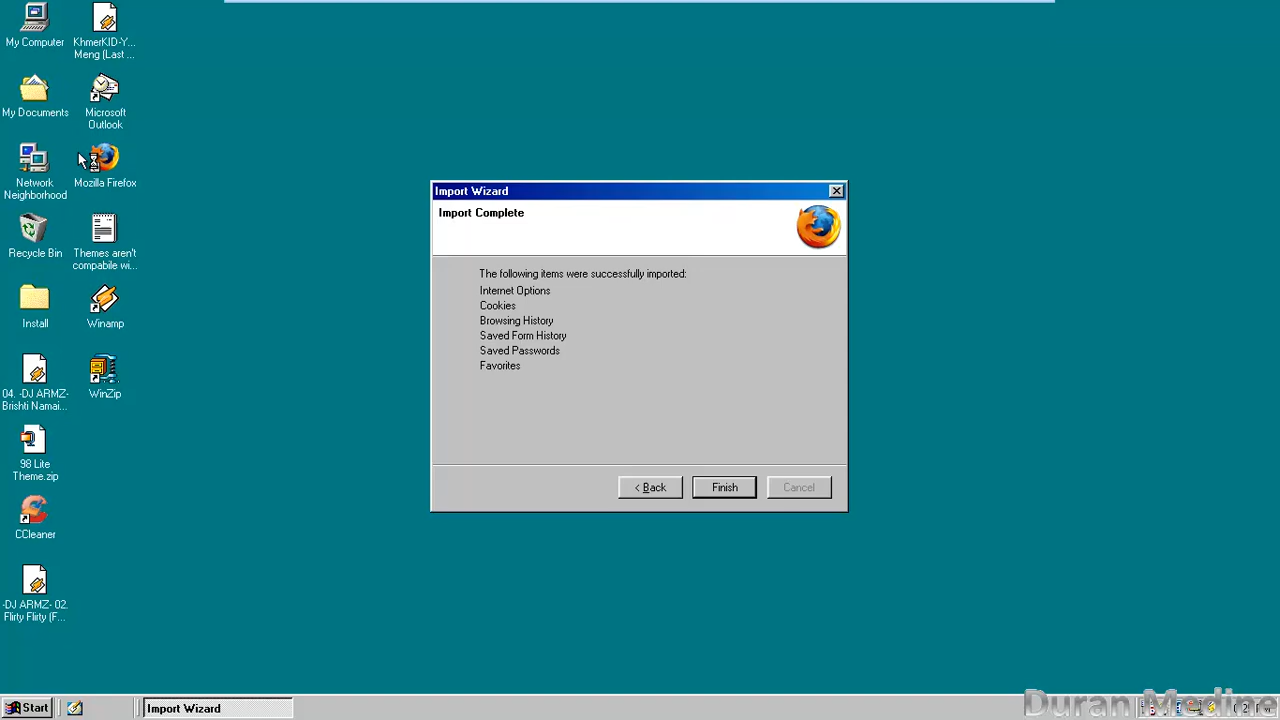 My Computer
KhmerKID-Y...
Meng (Last ...
My Documents
Microsoft
Outlook
Network
Neighborhood
Mozilla Firefox
Recycle Bin
Themes aren't
compabile wi...
Install
Winamp
04. -DJ ARMZ-
Brishti Namai...
WinZip
98 Lite
Theme.zip
CCleaner
-DJ ARMZ- 02.
Flirty Flirty (F...
Import Wizard
Import Complete
The following items were successfully imported:
Internet Options
Cookies
Browsing History
Saved Form History
Saved Passwords
Favorites
< Back
Finish
Cancel
Start
Import Wizard
Duran Medine